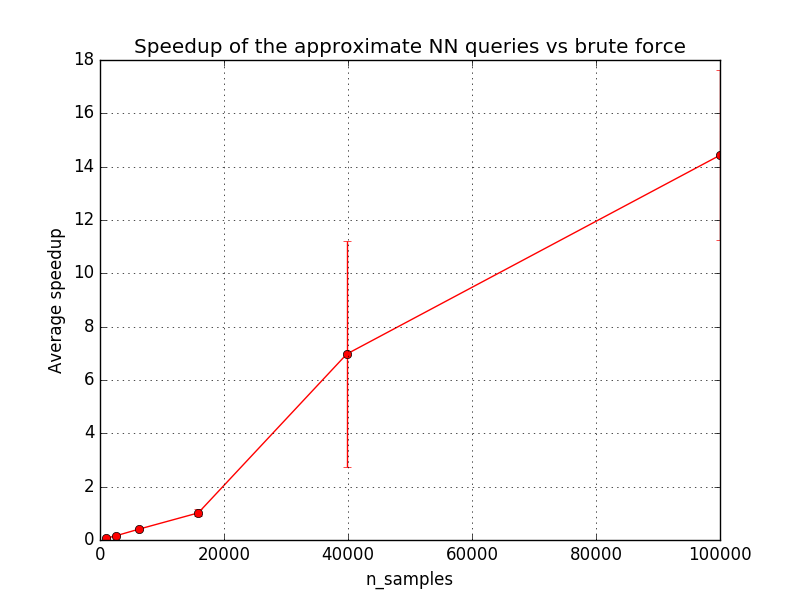 Speedup of the approximate NN queries vs brute force
18
16
14
12
10
8
6
4
2
0
Average speedup
0 20000 40000 60000 80000 100000
n_samples